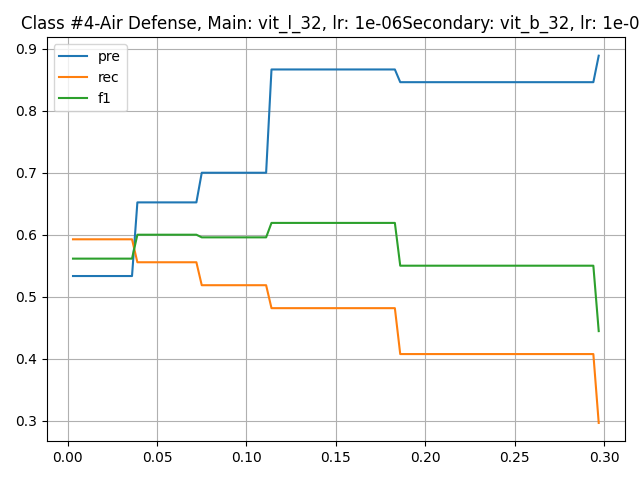 Class #4-Air Defense, Main: vit_l_32, lr: 1e-06Secondary: vit_b_32, lr: 1e-0
pre
rec
f1
0.9
0.8
0.7
0.6
0.5
0.4
0.3
0.00 0.05 0.10 0.15 0.20 0.25 0.30